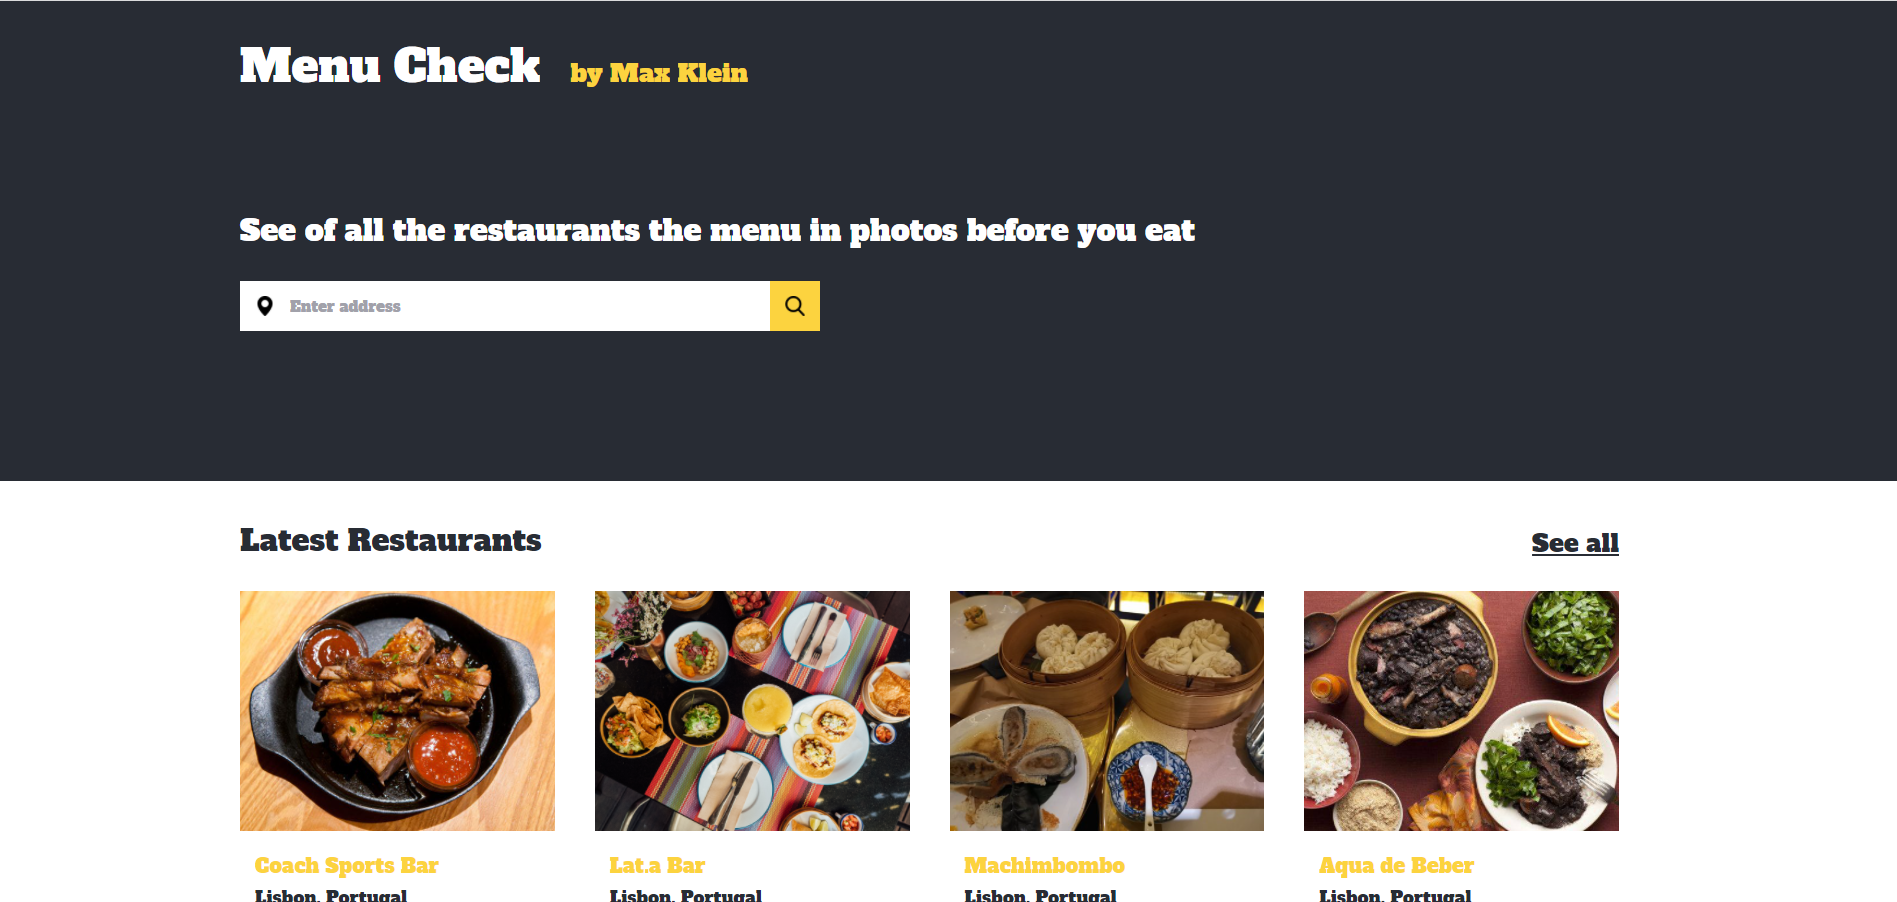 Menu Check by Max Klein
See of all the restaurants the menu in photos before you eat
Enter address
Latest Restaurants
See all
Coach Sports Bar
Lisbon, Portugal
Lat.a Bar
Lisbon, Portugal
Machimbombo
Lisbon, Portugal
Aqua de Beber
Lisbon, Portugal